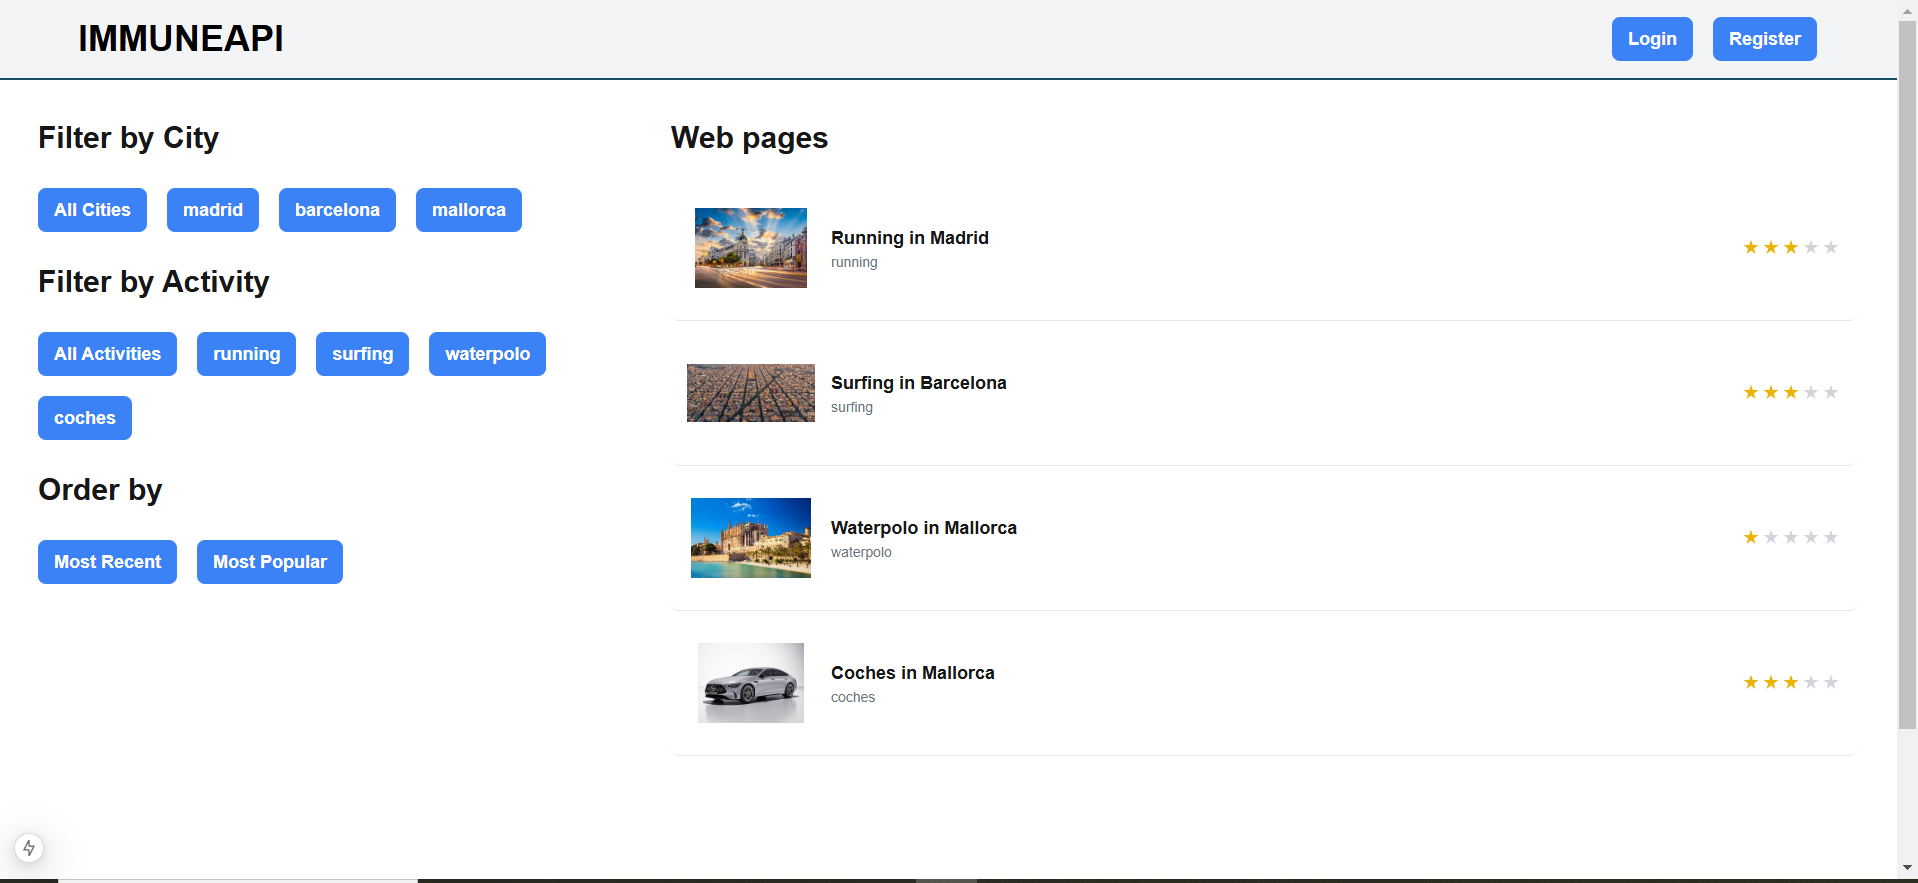 IMMUNEAPI
Login Register
Filter by City
All Cities madrid barcelona mallorca
Filter by Activity
All Activities running surfing waterpolo
coches
Order by
Most Recent Most Popular
Web pages
Running in Madrid
running
Surfing in Barcelona
surfing
Waterpolo in Mallorca
waterpolo
Coches in Mallorca
coches